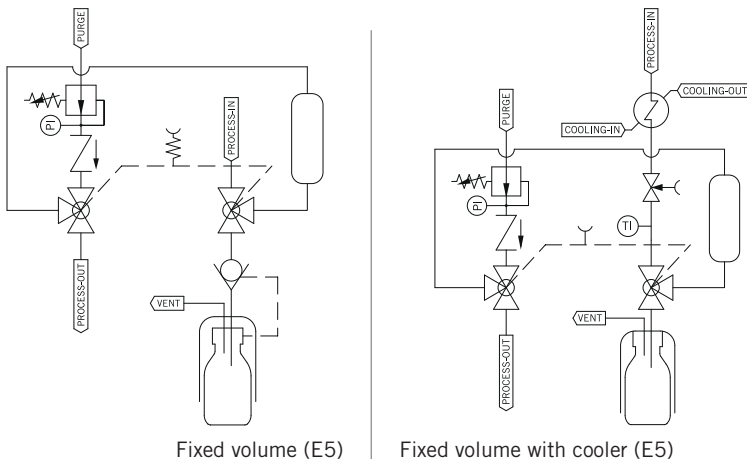 PURGE
PI
PROCESS-IN
PROCESS-OUT
VENT
Fixed volume (E5)
PROCESS-IN
COOLING-OUT
COOLING-IN
PURGE
PI
TI
VENT
PROCESS-OUT
Fixed volume with cooler (E5)